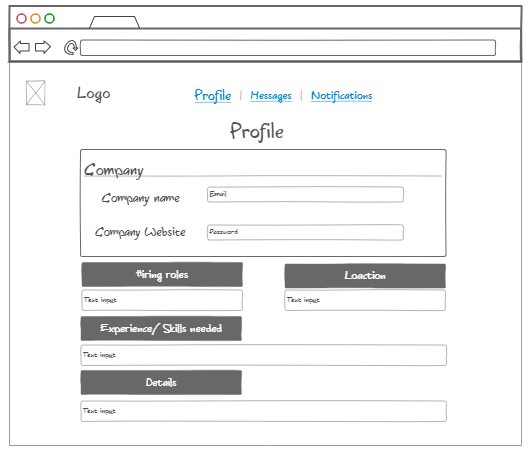 Logo
Profile | Messages | Notifications
Profile
Company
Company name
Email
Company Website
Password
Hiring roles
Loaction
Text input
Text input
Experience/ Skills needed
Text input
Details
Text input